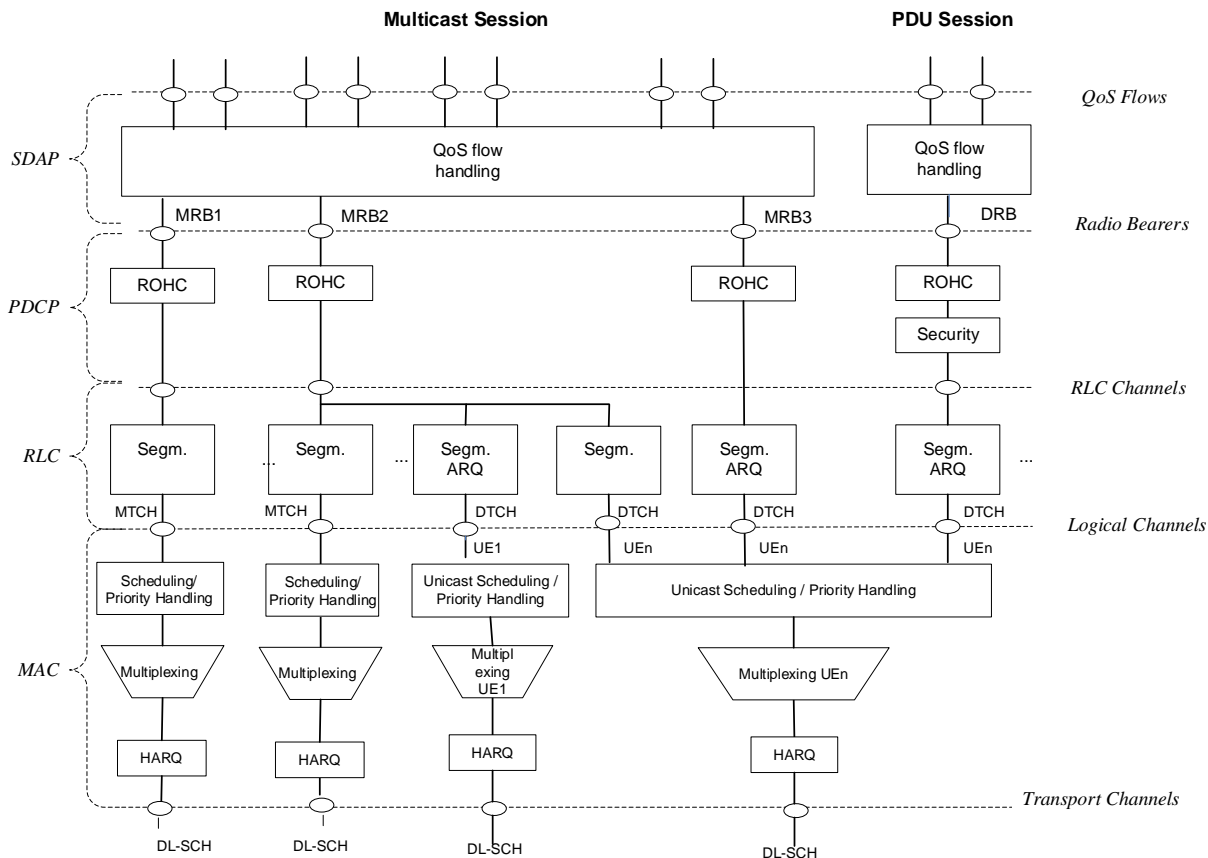 Multicast Session
PDU Session
QoS Flows
SDAP
QoS flow
handling
QoS flow
handling
MRB1
MRB2
MRB3
DRB
Radio Bearers
PDCP
ROHC
ROHC
ROHC
ROHC
Security
RLC Channels
RLC
Segm.
...
Segm.
...
Segm.
ARQ
Segm.
Segm.
ARQ
Segm.
ARQ
...
MTCH
MTCH
DTCH
DTCH
DTCH
DTCH
Logical Channels
UE1
UEn
UEn
UEn
MAC
Scheduling/
Priority Handling
Scheduling/
Priority Handling
Unicast Scheduling /
Priority Handling
Unicast Scheduling / Priority Handling
Multiplexing
Multiplexing
Multipl
exing
UE1
Multiplexing UEn
HARQ
HARQ
HARQ
HARQ
Transport Channels
DL-SCH
DL-SCH
DL-SCH
DL-SCH